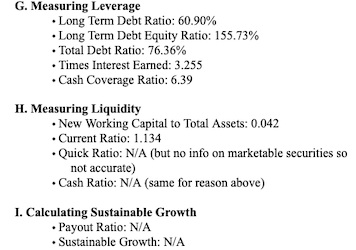 G. Measuring Leverage
• Long Term Debt Ratio: 60.90%
• Long Term Debt Equity Ratio: 155.73%
• Total Debt Ratio: 76.36%
• Times Interest Earned: 3.255
• Cash Coverage Ratio: 6.39
H. Measuring Liquidity
• New Working Capital to Total Assets: 0.042
• Current Ratio: 1.134
• Quick Ratio: N/A (but no info on marketable securities so
not accurate)
• Cash Ratio: N/A (same for reason above)
I. Calculating Sustainable Growth
• Payout Ratio: N/A
• Sustainable Growth: N/A